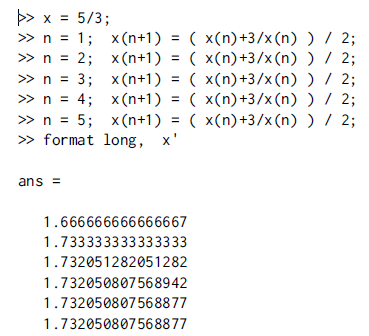 >> x = 5/3;
>> n = 1;  x(n+1) = ( x(n)+3/x(n) ) / 2;
>> n = 2;  x(n+1) = ( x(n)+3/x(n) ) / 2;
>> n = 3;  x(n+1) = ( x(n)+3/x(n) ) / 2;
>> n = 4;  x(n+1) = ( x(n)+3/x(n) ) / 2;
>> n = 5;  x(n+1) = ( x(n)+3/x(n) ) / 2;
>> format long,  x'
ans =
1.666666666666667
1.733333333333333
1.732051282051282
1.732050807568942
1.732050807568877
1.732050807568877